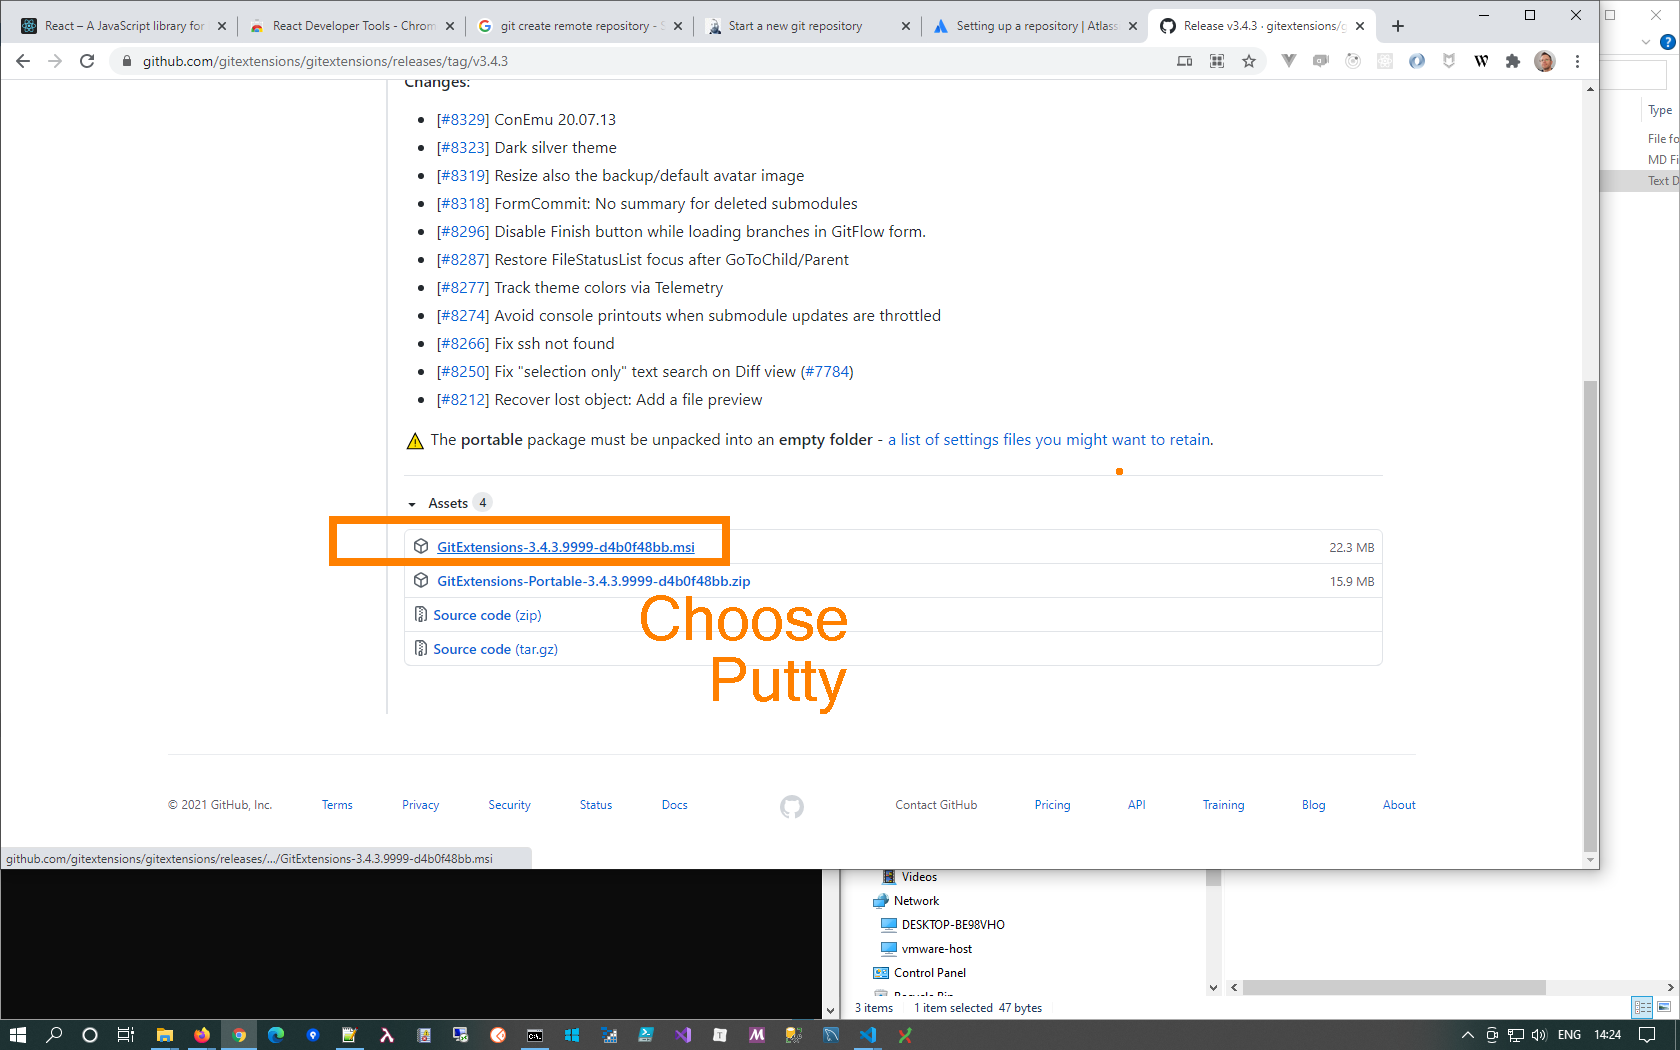 React – A JavaScript library for
React Developer Tools - Chrom
git create remote repository - S
Start a new git repository
Setting up a repository | Atlass
Release v3.4.3 · gitextensions/g
github.com/gitextensions/gitextensions/releases/tag/v3.4.3
Type
File fo
MD Fi
Text D
Changes:
[#8329] ConEmu 20.07.13
[#8323] Dark silver theme
[#8319] Resize also the backup/default avatar image
[#8318] FormCommit: No summary for deleted submodules
[#8296] Disable Finish button while loading branches in GitFlow form.
[#8287] Restore FileStatusList focus after GoToChild/Parent
[#8277] Track theme colors via Telemetry
[#8274] Avoid console printouts when submodule updates are throttled
[#8266] Fix ssh not found
[#8250] Fix "selection only" text search on Diff view (#7784)
[#8212] Recover lost object: Add a file preview
The portable package must be unpacked into an empty folder - a list of settings files you might want to retain.
Assets 4
GitExtensions-3.4.3.9999-d4b0f48bb.msi 22.3 MB
GitExtensions-Portable-3.4.3.9999-d4b0f48bb.zip 15.9 MB
Source code (zip)
Source code (tar.gz)
Choose
Putty
© 2021 GitHub, Inc. Terms Privacy Security Status Docs Contact GitHub Pricing API Training Blog About
github.com/gitextensions/gitextensions/releases/.../GitExtensions-3.4.3.9999-d4b0f48bb.msi
Videos
Network
DESKTOP-BE98VHO
vmware-host
Control Panel
Recycle Bin
3 items 1 item selected 47 bytes
ENG 14:24